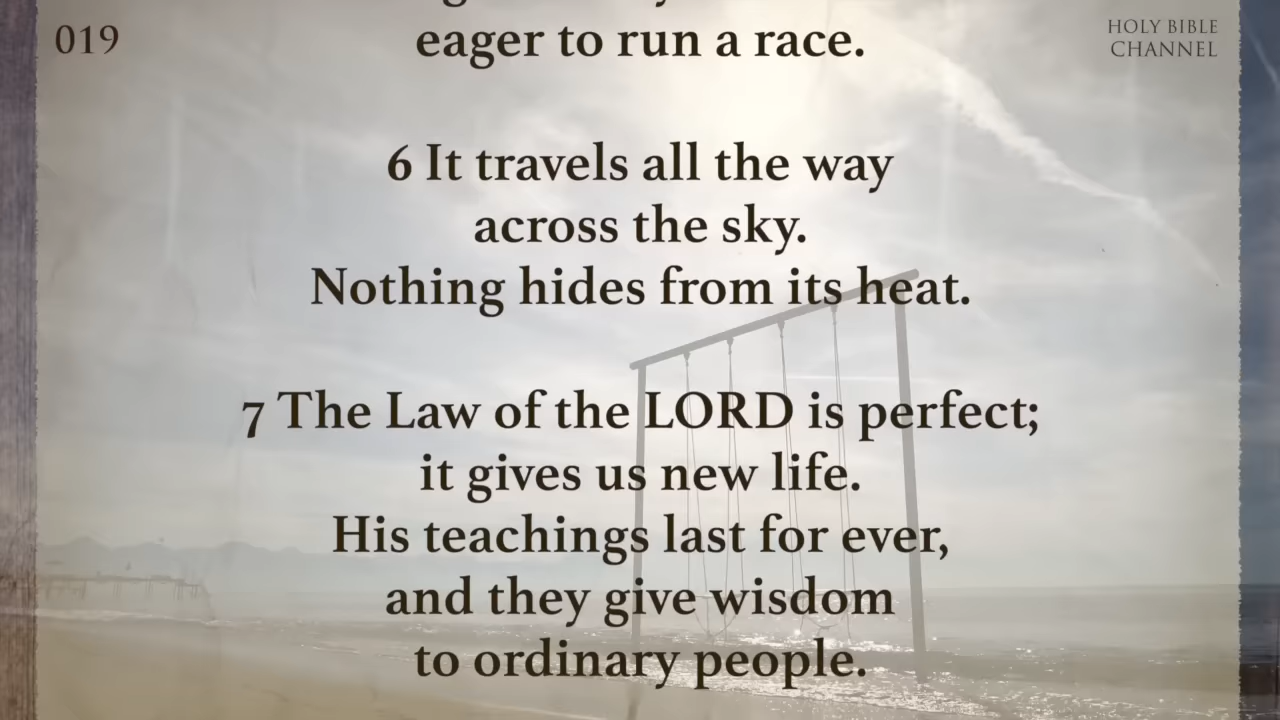 019
HOLY BIBLE
CHANNEL
eager to run a race.
6 It travels all the way
across the sky.
Nothing hides from its heat.
7 The Law of the LORD is perfect;
it gives us new life.
His teachings last for ever,
and they give wisdom
to ordinary people.